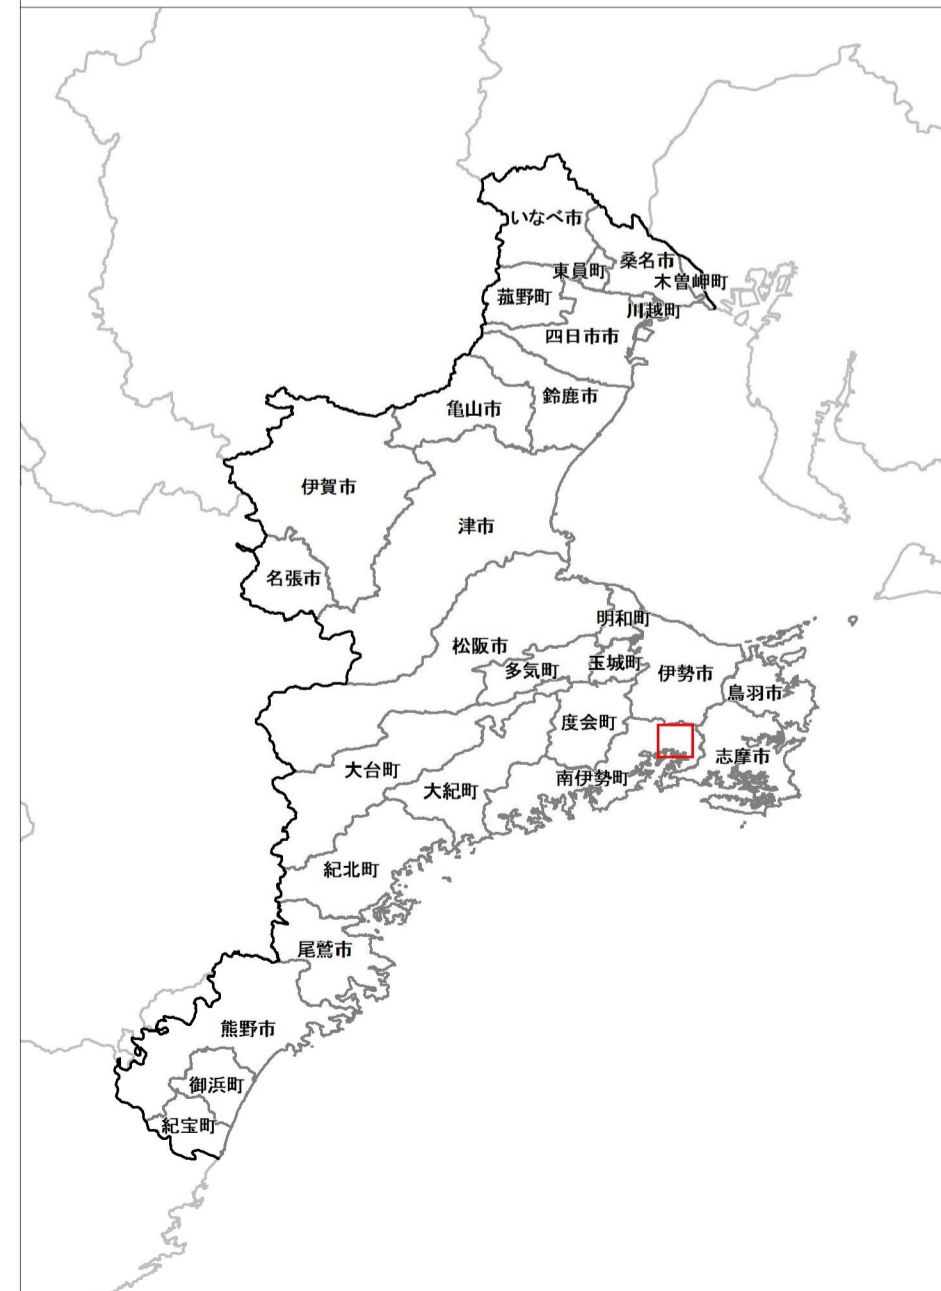 いなべ市
桑名市
東員町
木曽岬町
菰野町
川越町
四日市市
鈴鹿市
亀山市
伊賀市
津市
名張市
明和町
松阪市
多気町
玉城町
伊勢市
鳥羽市
度会町
志摩市
大台町
南伊勢町
大紀町
紀北町
尾鷲市
熊野市
御浜町
紀宝町